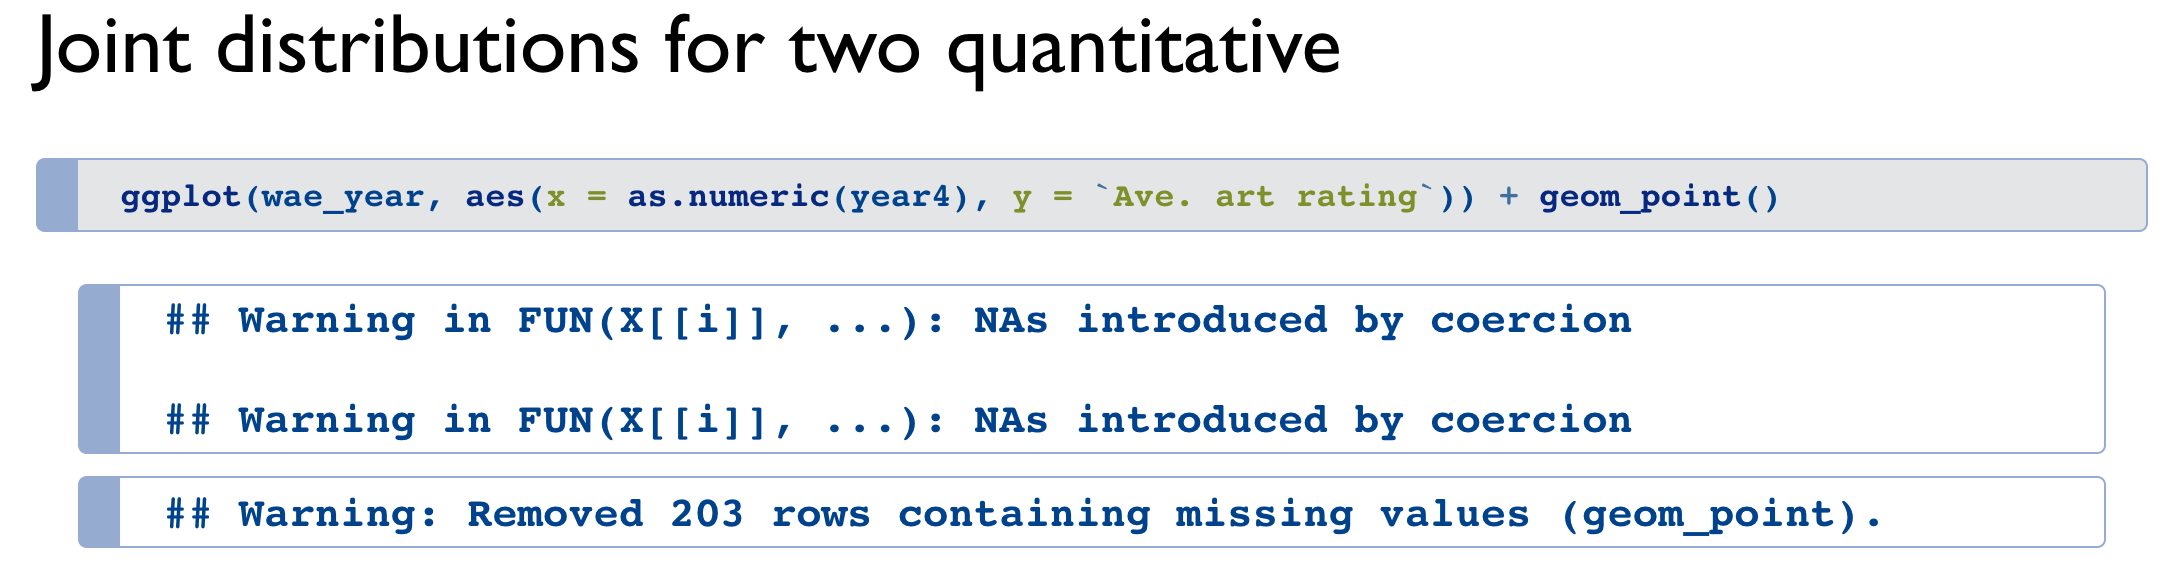 Joint distributions for two quantitative
ggplot(wae_year, aes(x = as.numeric(year4), y = `Ave. art rating`)) + geom_point()
## Warning in FUN(X[[i]], ...): NAs introduced by coercion
## Warning in FUN(X[[i]], ...): NAs introduced by coercion
## Warning: Removed 203 rows containing missing values (geom_point).